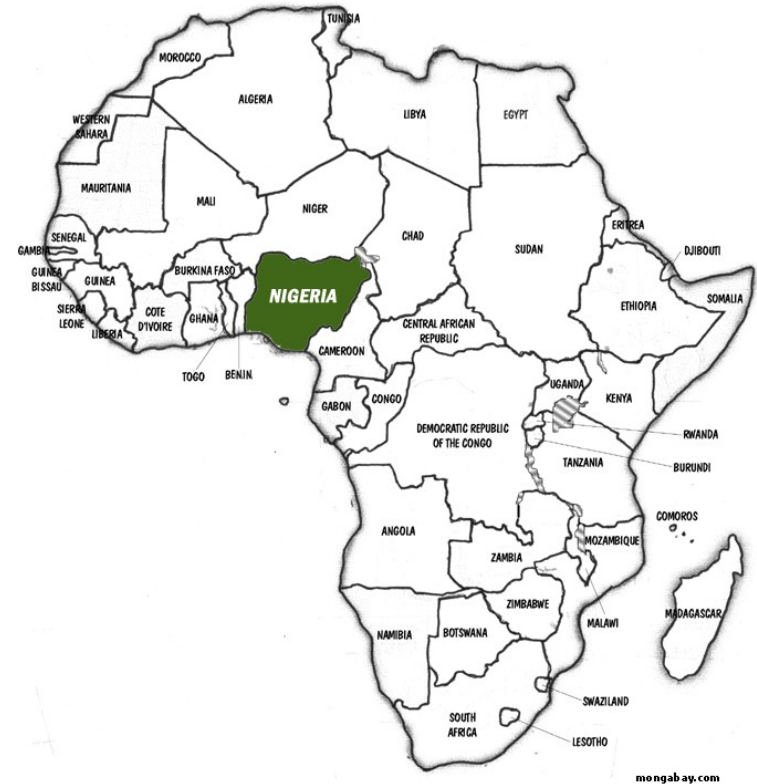 TUNISIA
MOROCCO
ALGERIA
LIBYA
EGYPT
WESTERN
SAHARA
MAURITANIA
MALI
NIGER
CHAD
SUDAN
ERITREA
DJIBOUTI
SENEGAL
GAMBIA
GUINEA
BISSAU
GUINEA
BURKINA FASO
NIGERIA
ETHIOPIA
SOMALIA
SIERRA
LEONE
LIBERIA
COTE
D'IVOIRE
GHANA
TOGO
BENIN
CAMEROON
CENTRAL AFRICAN
REPUBLIC
UGANDA
KENYA
GABON
CONGO
DEMOCRATIC REPUBLIC
OF THE CONGO
RWANDA
BURUNDI
TANZANIA
COMOROS
ANGOLA
ZAMBIA
MOZAMBIQUE
MALAWI
MADAGASCAR
ZIMBABWE
NAMIBIA
BOTSWANA
SWAZILAND
SOUTH
AFRICA
LESOTHO
mongabay.com